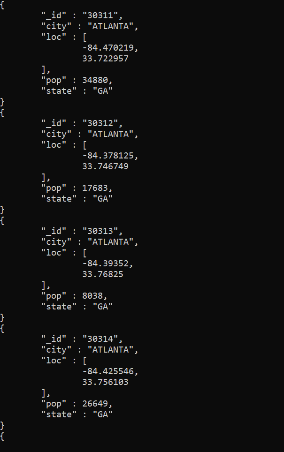 {
"_id" : "30311",
"city" : "ATLANTA",
"loc" : [
-84.470219,
33.722957
],
"pop" : 34880,
"state" : "GA"
}
{
"_id" : "30312",
"city" : "ATLANTA",
"loc" : [
-84.378125,
33.746749
],
"pop" : 17683,
"state" : "GA"
}
{
"_id" : "30313",
"city" : "ATLANTA",
"loc" : [
-84.39352,
33.76825
],
"pop" : 8038,
"state" : "GA"
}
{
"_id" : "30314",
"city" : "ATLANTA",
"loc" : [
-84.425546,
33.756103
],
"pop" : 26649,
"state" : "GA"
}
{